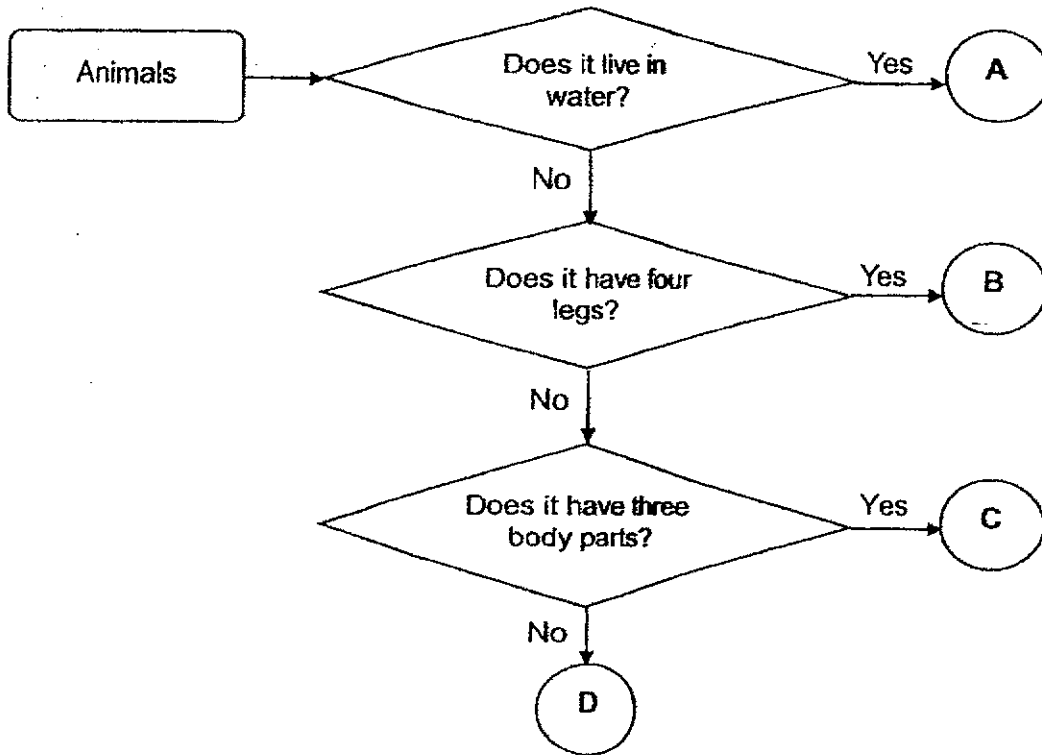 Animals
Does it live in
water?
Yes
A
No
Does it have four
legs?
Yes
B
No
Does it have three
body parts?
Yes
C
No
D